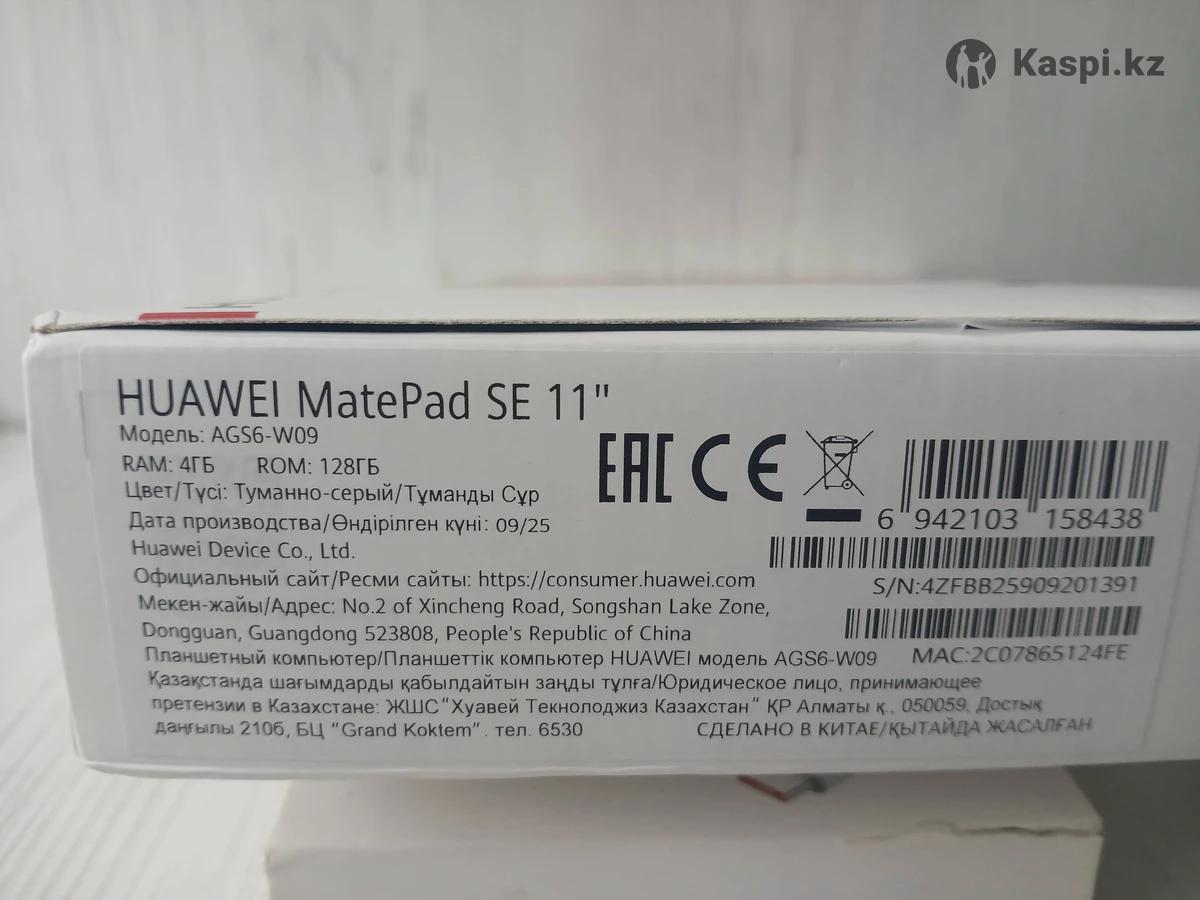 Kaspi.kz
HUAWEI MatePad SE 11"
Модель: AGS6-W09
RAM: 4ГБ ROM: 128ГБ
Цвет/Түсі: Туманно-серый/Тұманды Сұр
Дата производства/Өндірілген күні: 09/25
Huawei Device Co., Ltd.
Официальный сайт/Ресми сайты: https://consumer.huawei.com
Мекен-жайы/Адрес: No.2 of Xincheng Road, Songshan Lake Zone,
Dongguan, Guangdong 523808, People's Republic of China
Планшетный компьютер/Планшеттік компьютер HUAWEI модель AGS6-W09
Қазақстанда шағымдарды қабылдайтын заңды тұлға/Юридическое лицо, принимающее
претензии в Казахстане: ЖШС "Хуавей Текнолоджиз Казахстан" ҚР Алматы қ., 050059, Достық
даңғылы 210б, БЦ "Grand Koktem". тел. 6530
СДЕЛАНО В КИТАЕ/ҚЫТАЙДА ЖАСАЛҒАН
EAC CE
6 942103 158438
S/N:4ZFBB25909201391
MAC:2C07865124FE